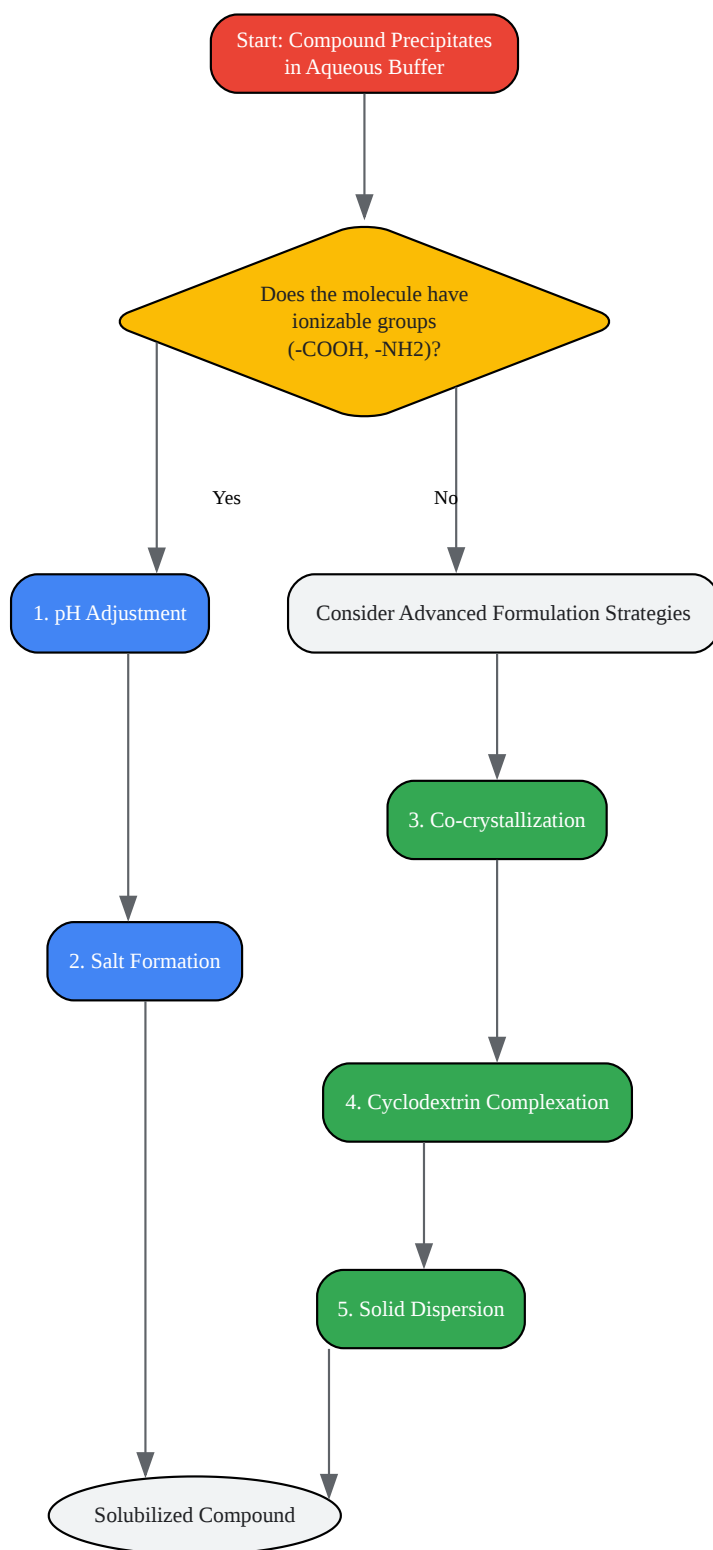 Start: Compound Precipitates
in Aqueous Buffer
Does the molecule have
ionizable groups
(-COOH, -NH2)?
Yes
No
1. pH Adjustment
Consider Advanced Formulation Strategies
3. Co-crystallization
2. Salt Formation
4. Cyclodextrin Complexation
5. Solid Dispersion
Solubilized Compound